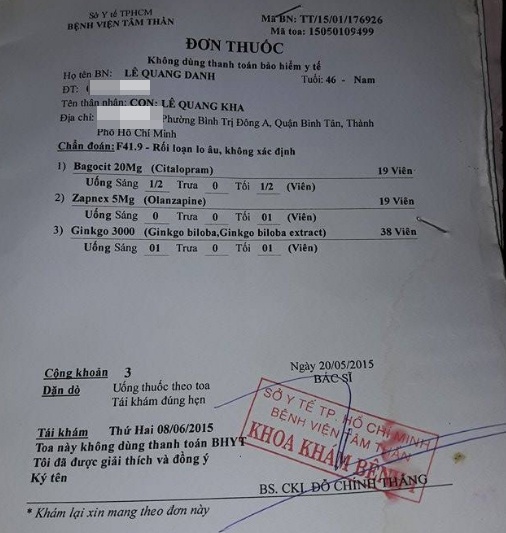 Sở Y tế TPHCM
BỆNH VIỆN TÂM THẦN
Mã BN: TT/15/01/176926
Mã toa: 15050109499
ĐƠN THUỐC
Không dùng thanh toán bảo hiểm y tế
Họ tên BN: LÊ QUANG DANH Tuổi: 46 - Nam
ĐT:
Tên thân nhân: CON: LÊ QUANG KHA
Địa chỉ: Phường Bình Trị Đông A, Quận Bình Tân, Thành
Phố Hồ Chí Minh
Chẩn đoán: F41.9 - Rối loạn lo âu, không xác định
1) Bagocit 20Mg (Citalopram) 19 Viên
Uống Sáng 1/2 Trưa 0 Tối 1/2 (Viên)
2) Zapnex 5Mg (Olanzapine) 19 Viên
Uống Sáng 0 Trưa 0 Tối 01 (Viên)
3) Ginkgo 3000 (Ginkgo biloba,Ginkgo biloba extract) 38 Viên
Uống Sáng 01 Trưa 0 Tối 01 (Viên)
Cộng khoản 3
Dặn dò Uống thuốc theo toa
Tái khám đúng hẹn
Ngày 20/05/2015
BÁC SĨ
SỞ Y TẾ TP. HỒ CHÍ MINH
BỆNH VIỆN TÂM THẦN
KHOA KHÁM BỆNH
Tái khám Thứ Hai 08/06/2015
Toa này không dùng thanh toán BHYT
Tôi đã được giải thích và đồng ý
Ký tên
BS. CKI. ĐỖ CHÍNH THẮNG
* Khám lại xin mang theo đơn này